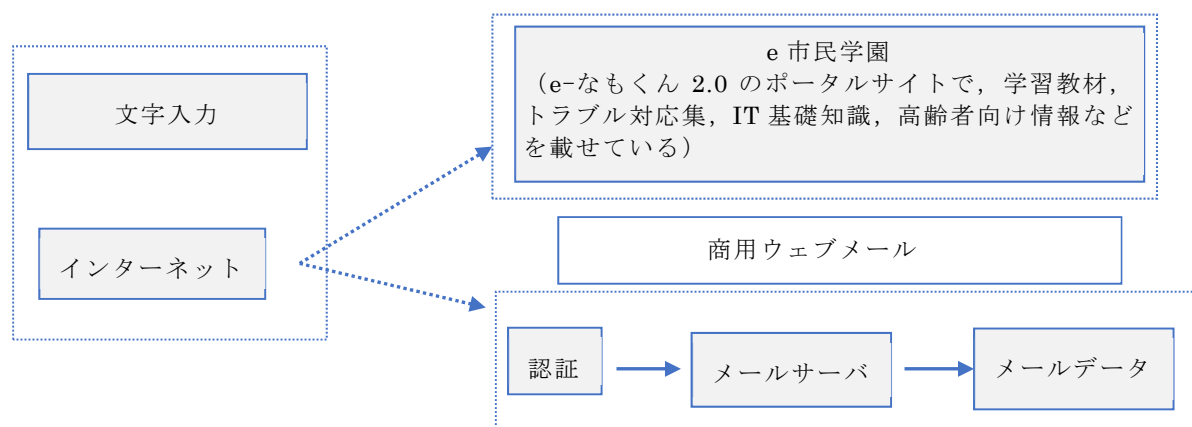 e 市民学園
（e-なもくん 2.0 のポータルサイトで，学習教材，
トラブル対応集，IT 基礎知識，高齢者向け情報など
を載せている）
文字入力
インターネット
商用ウェブメール
認証
メールサーバ
メールデータ